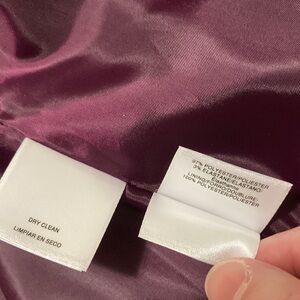 DRY CLEAN
LIMPIAR EN SECO
97% POLYESTER/POLIESTER
3% ELASTANE/ELASTANO
LINING/FORRO/DOUBLURE:
100% POLYESTER/POLIESTER